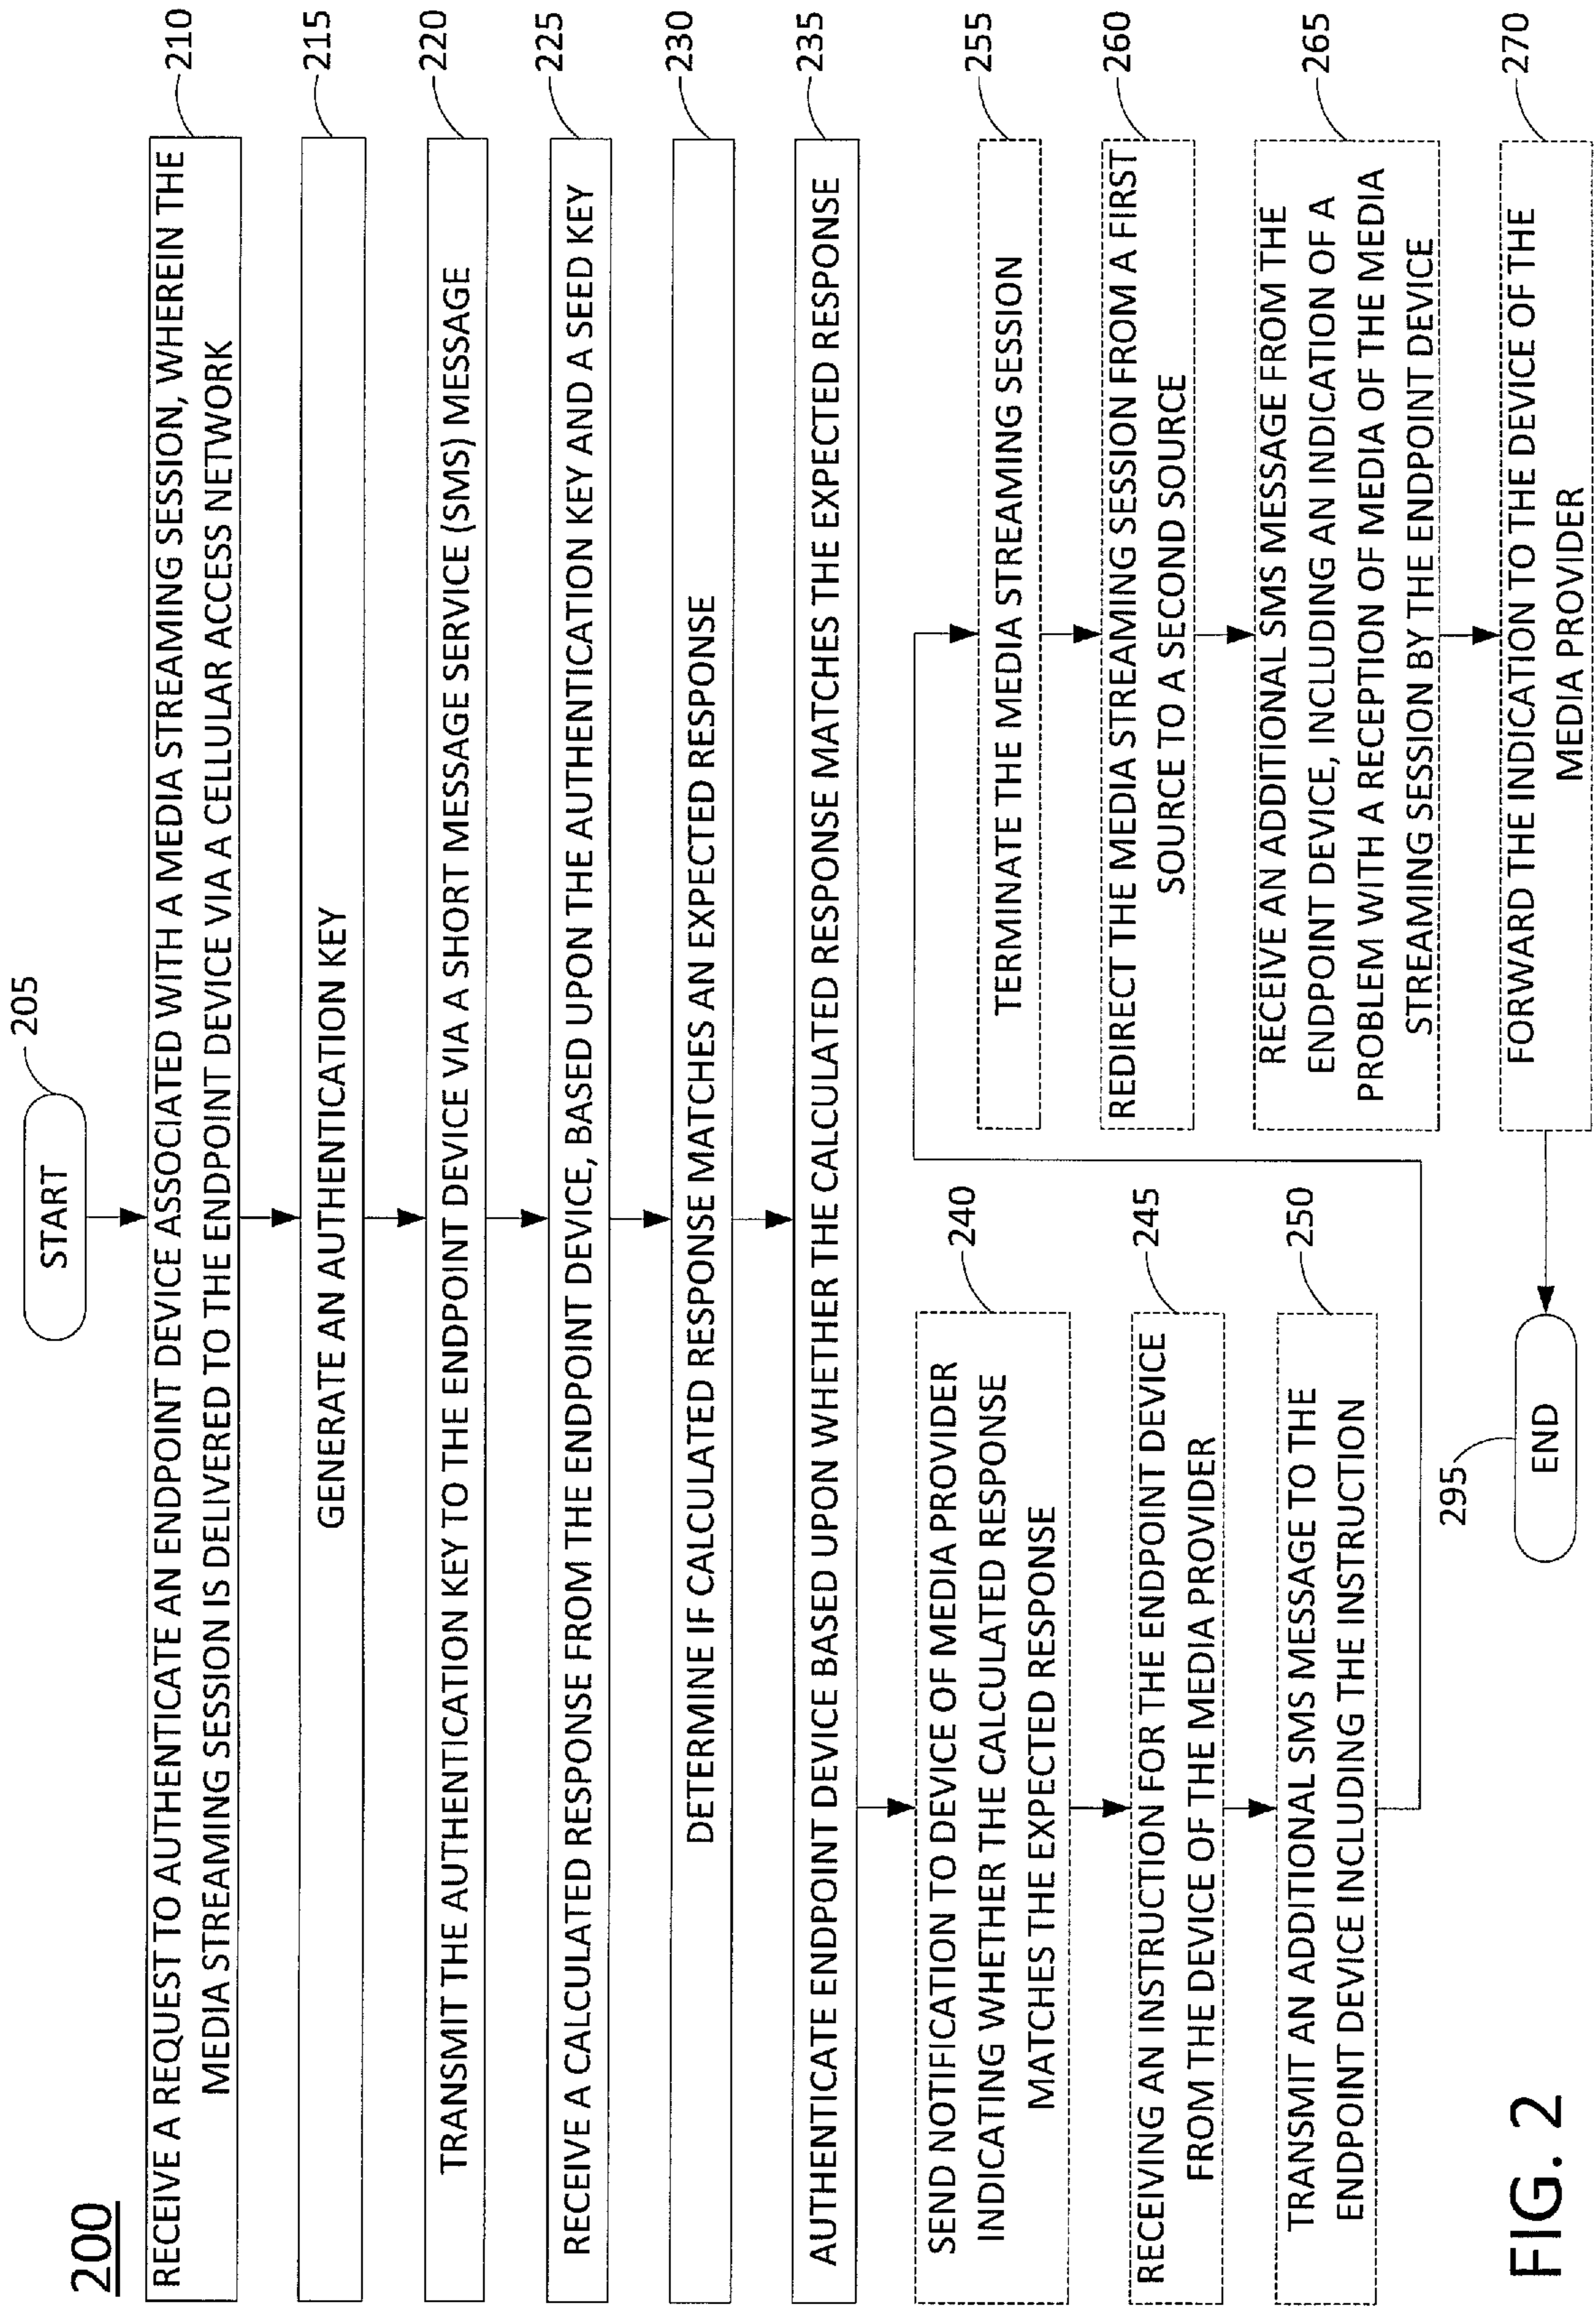 200
START
205
RECEIVE A REQUEST TO AUTHENTICATE AN ENDPOINT DEVICE ASSOCIATED WITH A MEDIA STREAMING SESSION, WHEREIN THE
MEDIA STREAMING SESSION IS DELIVERED TO THE ENDPOINT DEVICE VIA A CELLULAR ACCESS NETWORK
210
GENERATE AN AUTHENTICATION KEY
215
TRANSMIT THE AUTHENTICATION KEY TO THE ENDPOINT DEVICE VIA A SHORT MESSAGE SERVICE (SMS) MESSAGE
220
RECEIVE A CALCULATED RESPONSE FROM THE ENDPOINT DEVICE, BASED UPON THE AUTHENTICATION KEY AND A SEED KEY
225
DETERMINE IF CALCULATED RESPONSE MATCHES AN EXPECTED RESPONSE
230
AUTHENTICATE ENDPOINT DEVICE BASED UPON WHETHER THE CALCULATED RESPONSE MATCHES THE EXPECTED RESPONSE
235
SEND NOTIFICATION TO DEVICE OF MEDIA PROVIDER
INDICATING WHETHER THE CALCULATED RESPONSE
MATCHES THE EXPECTED RESPONSE
240
RECEIVING AN INSTRUCTION FOR THE ENDPOINT DEVICE
FROM THE DEVICE OF THE MEDIA PROVIDER
245
TRANSMIT AN ADDITIONAL SMS MESSAGE TO THE
ENDPOINT DEVICE INCLUDING THE INSTRUCTION
250
TERMINATE THE MEDIA STREAMING SESSION
255
REDIRECT THE MEDIA STREAMING SESSION FROM A FIRST
SOURCE TO A SECOND SOURCE
260
RECEIVE AN ADDITIONAL SMS MESSAGE FROM THE
ENDPOINT DEVICE, INCLUDING AN INDICATION OF A
PROBLEM WITH A RECEPTION OF MEDIA OF THE MEDIA
STREAMING SESSION BY THE ENDPOINT DEVICE
265
FORWARD THE INDICATION TO THE DEVICE OF THE
MEDIA PROVIDER
270
295
END
FIG. 2